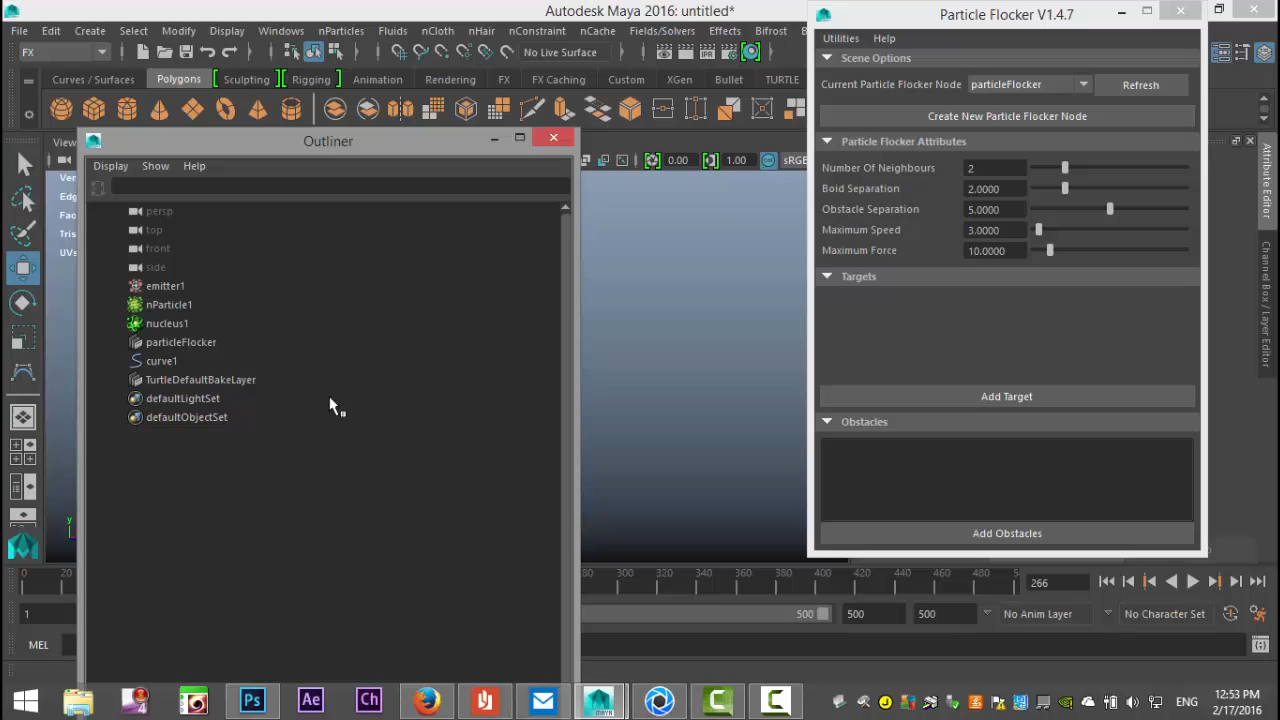 Autodesk Maya 2016: untitled*
File Edit Create Select Modify Display Windows nParticles Fluids nCloth nHair nConstraint nCache Fields/Solvers Effects Bifrost
FX No Live Surface
Curves / Surfaces Polygons Sculpting Rigging Animation Rendering FX FX Caching Custom XGen Bullet TURTLE
0.00 1.00
Outliner
Display Show Help
persp
top
front
side
emitter1
nParticle1
nucleus1
particleFlocker
curve1
TurtleDefaultBakeLayer
defaultLightSet
defaultObjectSet
Particle Flocker V1.4.7
Utilities Help
Scene Options
Current Particle Flocker Node particleFlocker Refresh
Create New Particle Flocker Node
Particle Flocker Attributes
Number Of Neighbours 2
Boid Separation 2.0000
Obstacle Separation 5.0000
Maximum Speed 3.0000
Maximum Force 10.0000
Targets
Add Target
Obstacles
Add Obstacles
Attribute Editor
Channel Box / Layer Editor
0 20 300 320 340 360 380 400 420 440 460 480 266
1 500 500 500 No Anim Layer No Character Set
MEL
MAYA
Ps Ae Ch
ENG
12:53 PM
2/17/2016